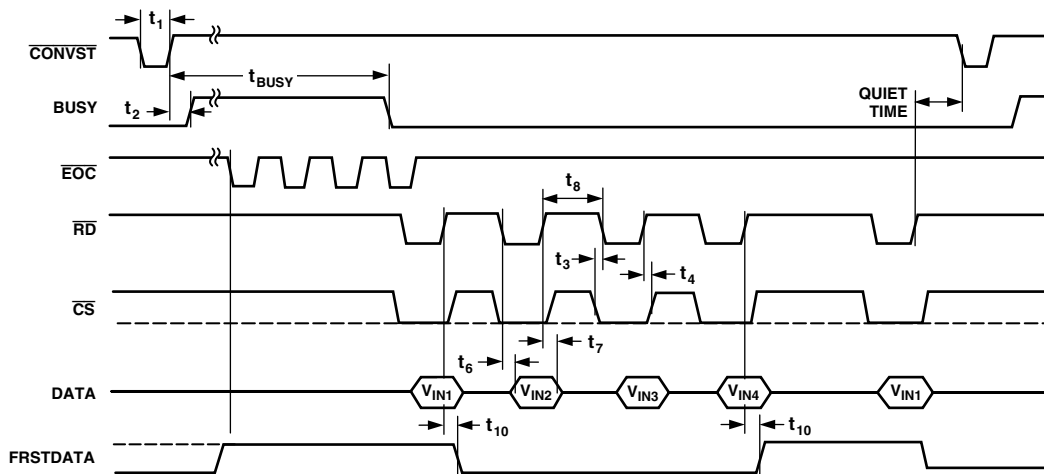 t1
CONVST
tBUSY
QUIET
TIME
BUSY
t2
EOC
t8
RD
t3
t4
CS
t7
t6
DATA
VIN1
VIN2
VIN3
VIN4
VIN1
t10
t10
FRSTDATA